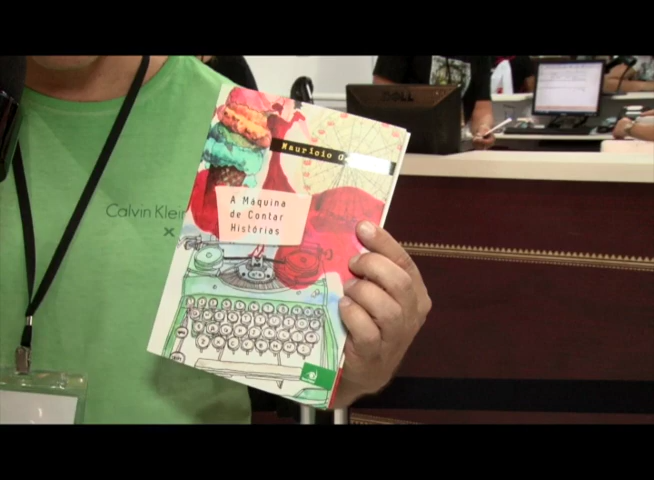 Maurício G
A Máquina
de Contar
Histórias
Calvin Klein
DELL